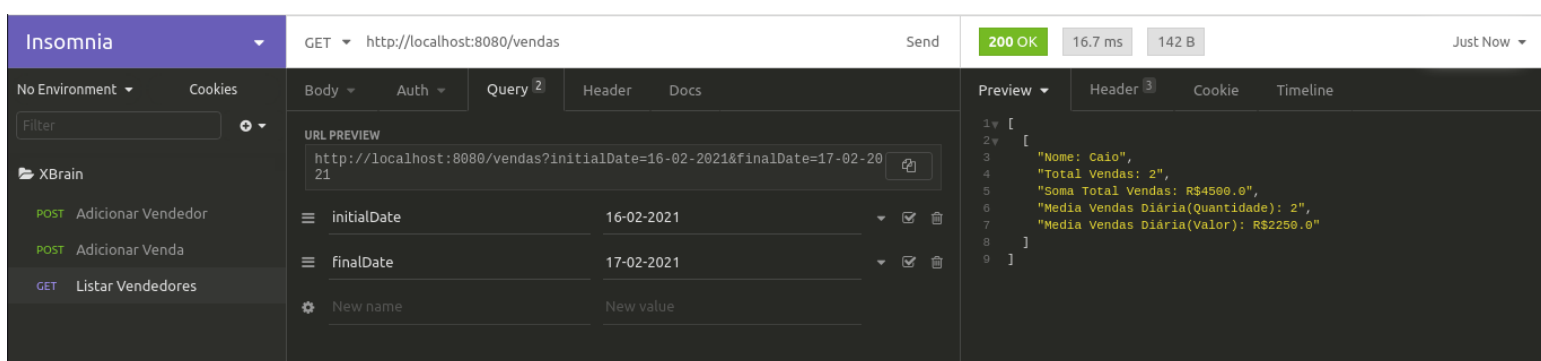 Insomnia
GET http://localhost:8080/vendas Send
200 OK 16.7 ms 142 B Just Now
No Environment Cookies
Body Auth Query 2 Header Docs
Preview Header 3 Cookie Timeline
Filter
URL PREVIEW
http://localhost:8080/vendas?initialDate=16-02-2021&finalDate=17-02-20
21
XBrain
POST Adicionar Vendedor
POST Adicionar Venda
GET Listar Vendedores
initialDate 16-02-2021
finalDate 17-02-2021
New name New value
1 [
2 [
3 "Nome: Caio",
4 "Total Vendas: 2",
5 "Soma Total Vendas: R$4500.0",
6 "Media Vendas Diária(Quantidade): 2",
7 "Media Vendas Diária(Valor): R$2250.0"
8 ]
9 ]